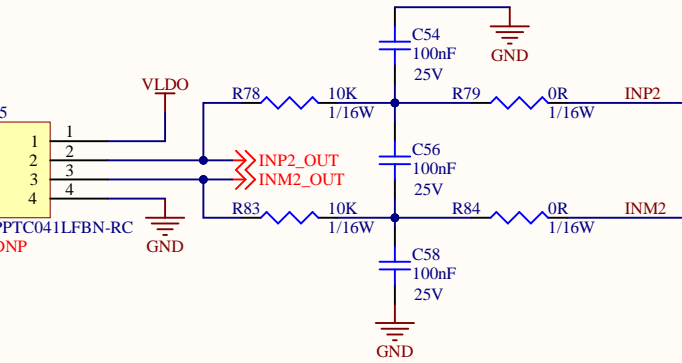 C54
100nF
25V
GND
VLDO
R78
10K
1/16W
R79
0R
1/16W
INP2
5
1
1
2
2
3
3
4
4
INP2_OUT
INM2_OUT
C56
100nF
25V
R83
10K
1/16W
R84
0R
1/16W
INM2
PPTC041LFBN-RC
DNP
GND
C58
100nF
25V
GND